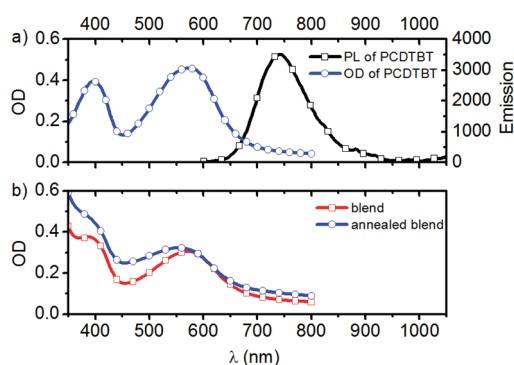 400 500 600 700 800 900 1000
a)
0.6 4000
0.4 3000
2000
0.2 1000
0.0 0
OD
Emission
PL of PCDTBT
OD of PCDTBT
b)
0.6
0.4
0.2
0.0
OD
blend
annealed blend
400 500 600 700 800 900 1000
λ (nm)